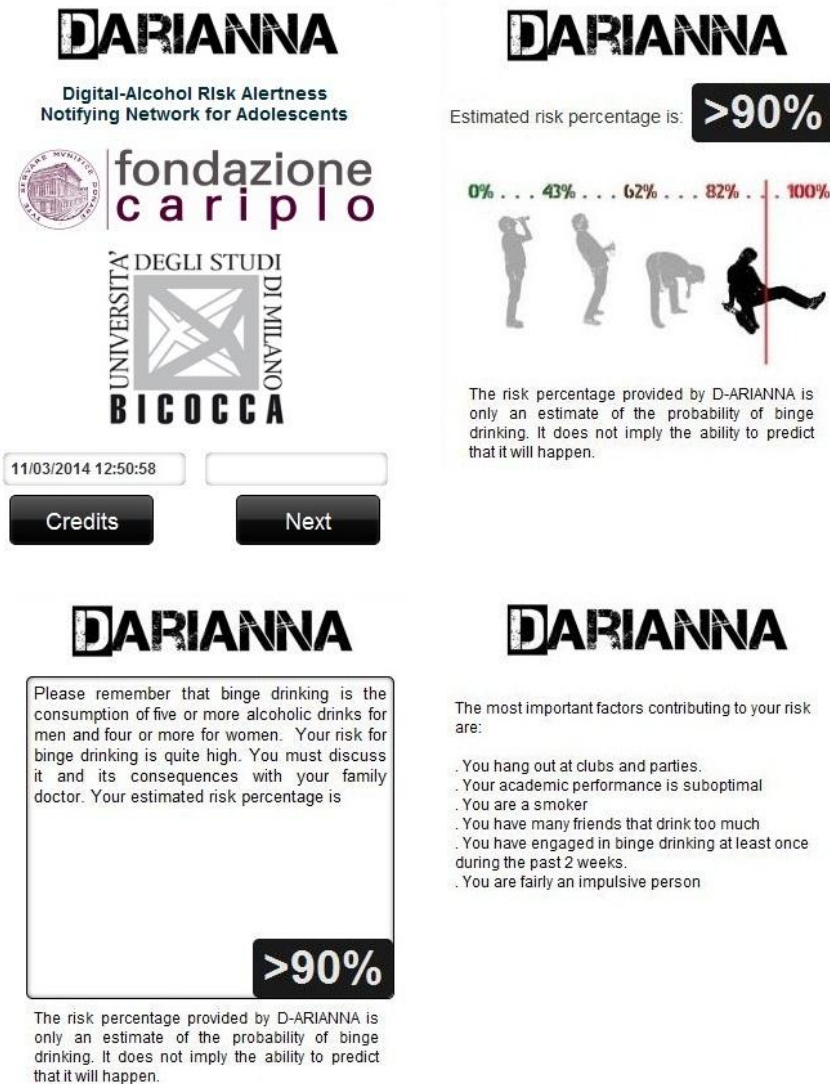 DARIANNA
Digital-Alcohol RIsk Alertness
Notifying Network for Adolescents
SERVARE MVNIFICE DONARE
fondazione
cariplo
UNIVERSITA' DEGLI STUDI DI MILANO
BICOCCA
11/03/2014 12:50:58
Credits
Next
DARIANNA
Estimated risk percentage is: >90%
0% . . . 43% . . . 62% . . . 82% . . . 100%
The risk percentage provided by D-ARIANNA is
only an estimate of the probability of binge
drinking. It does not imply the ability to predict
that it will happen.
DARIANNA
Please remember that binge drinking is the
consumption of five or more alcoholic drinks for
men and four or more for women. Your risk for
binge drinking is quite high. You must discuss
it and its consequences with your family
doctor. Your estimated risk percentage is
>90%
The risk percentage provided by D-ARIANNA is
only an estimate of the probability of binge
drinking. It does not imply the ability to predict
that it will happen.
DARIANNA
The most important factors contributing to your risk
are:
. You hang out at clubs and parties.
. Your academic performance is suboptimal
. You are a smoker
. You have many friends that drink too much
. You have engaged in binge drinking at least once
during the past 2 weeks.
. You are fairly an impulsive person